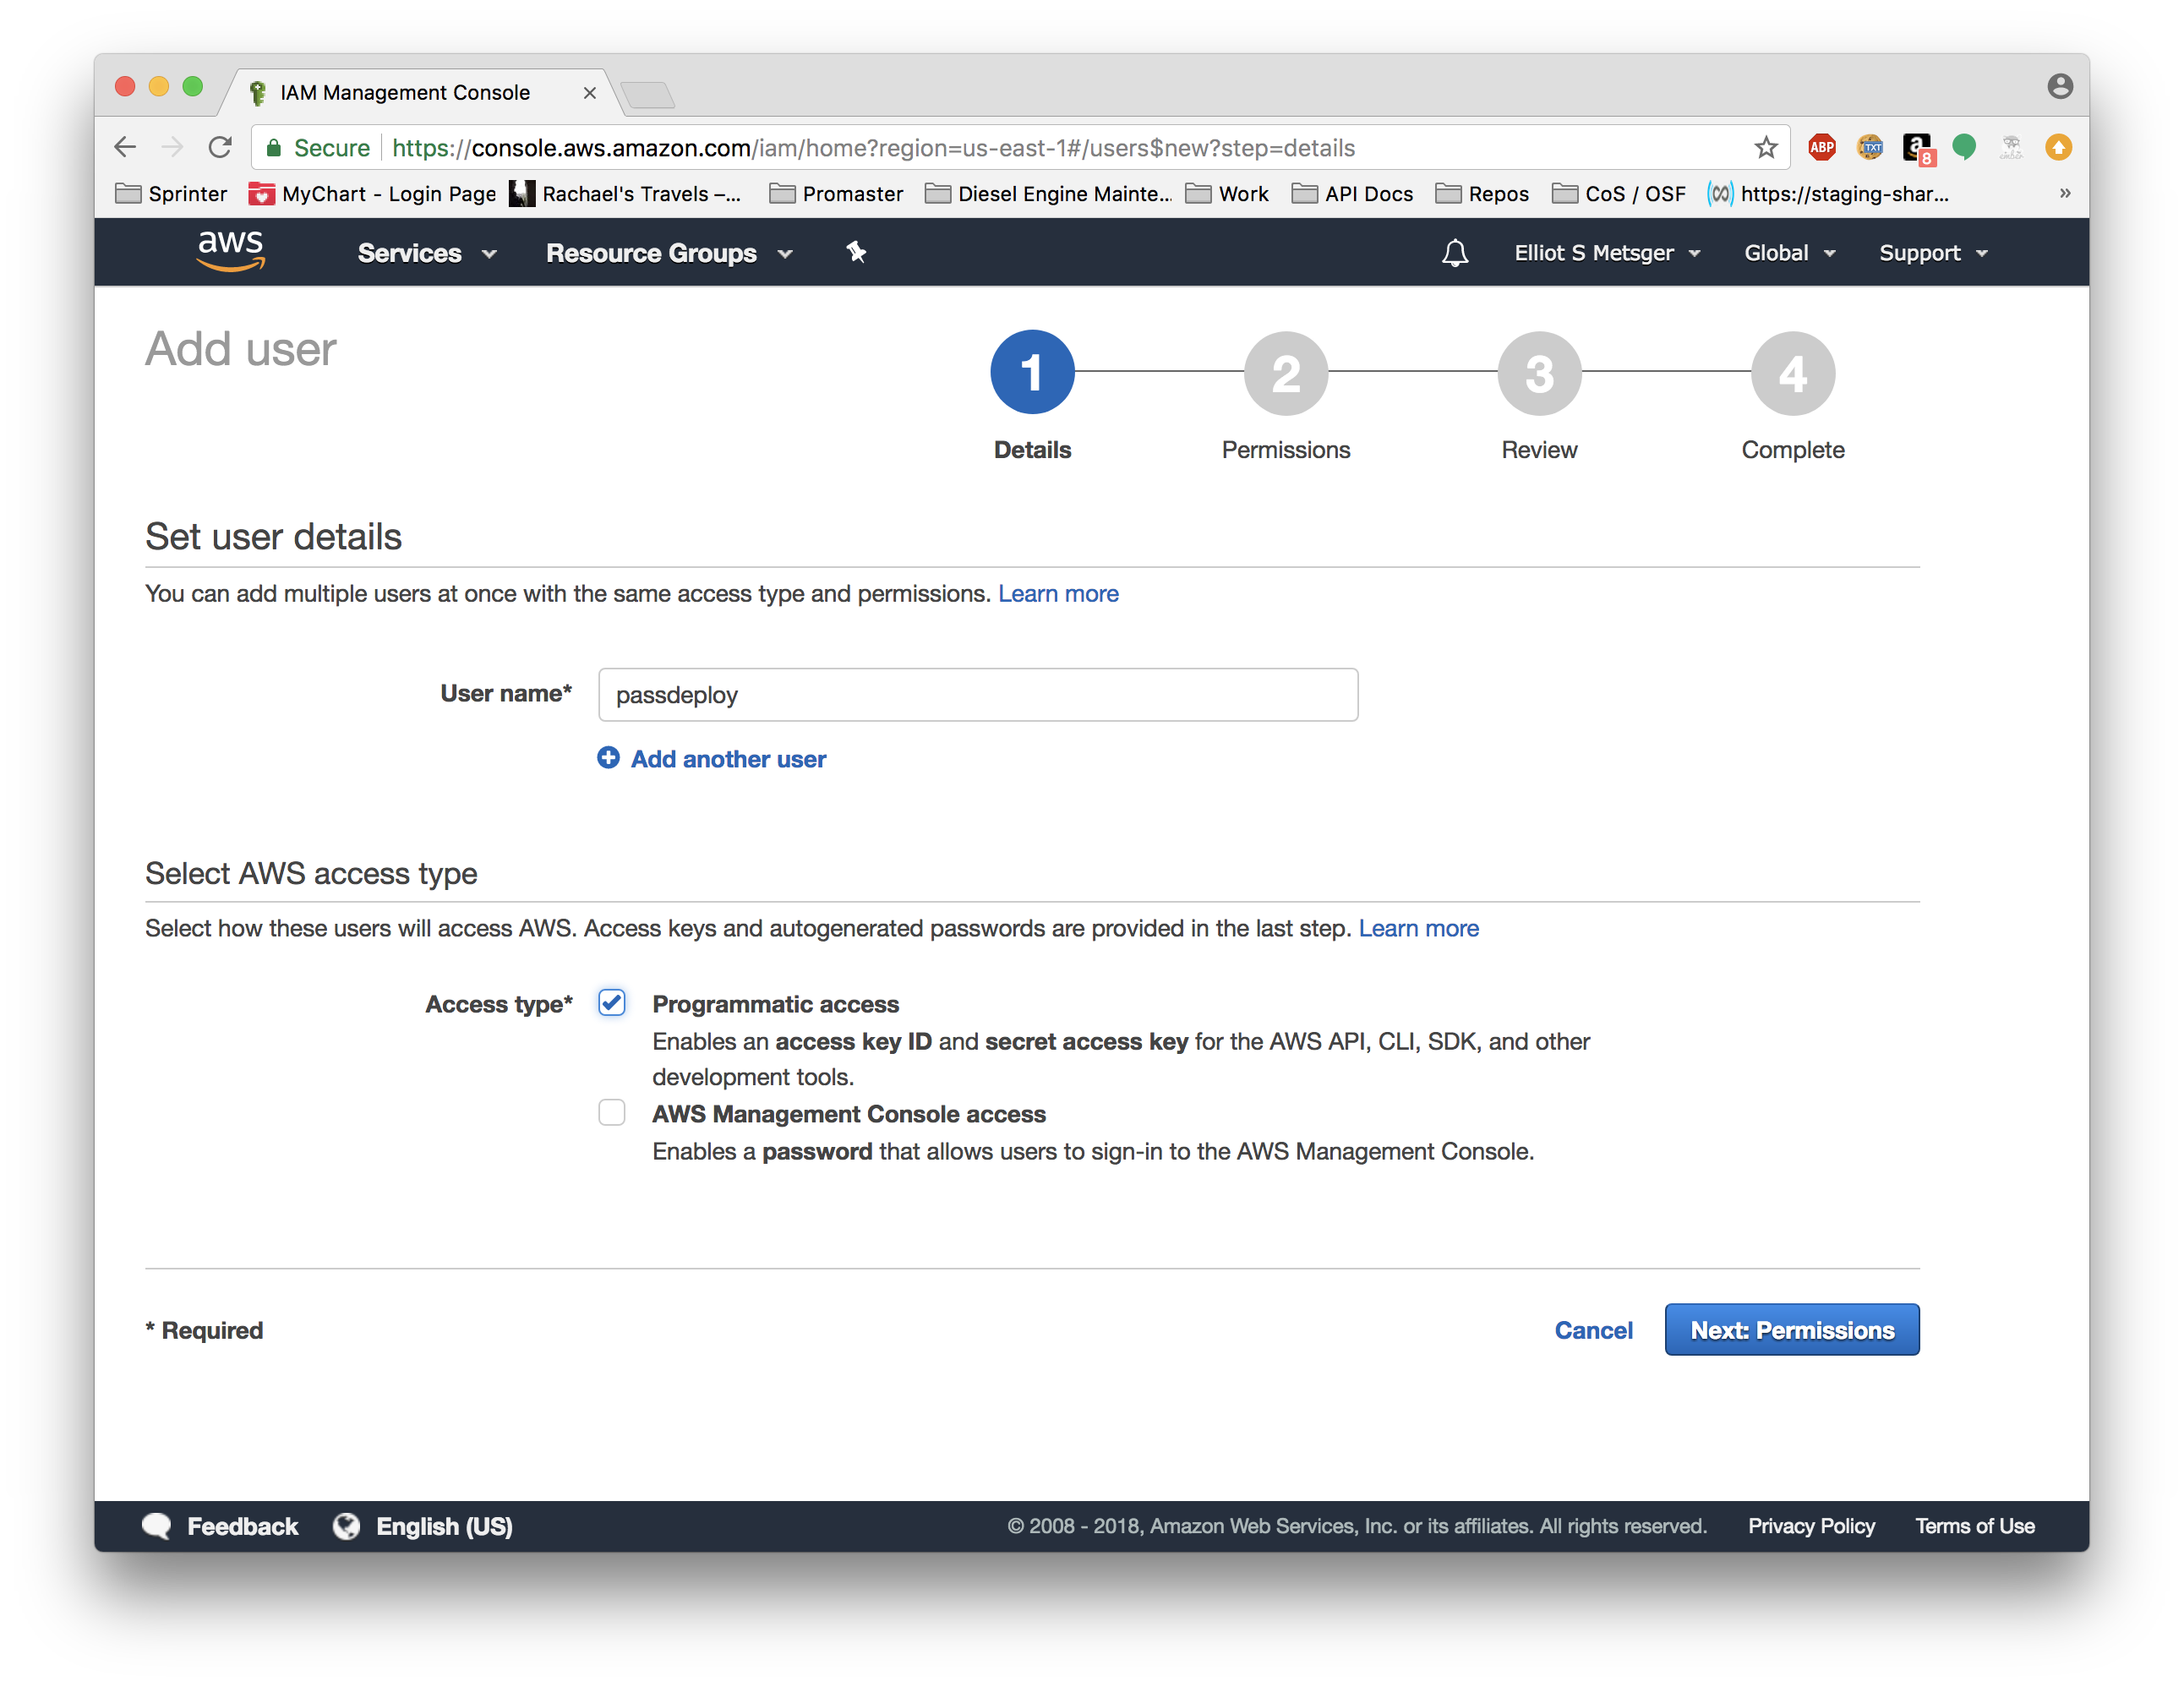 IAM Management Console
Secure https://console.aws.amazon.com/iam/home?region=us-east-1#/users$new?step=details
ABP TXT a 8
Sprinter MyChart - Login Page Rachael's Travels –... Promaster Diesel Engine Mainte... Work API Docs Repos CoS / OSF https://staging-shar... »
aws Services Resource Groups Elliot S Metsger Global Support
Add user
1 2 3 4
Details Permissions Review Complete
Set user details
You can add multiple users at once with the same access type and permissions. Learn more
User name* passdeploy
Add another user
Select AWS access type
Select how these users will access AWS. Access keys and autogenerated passwords are provided in the last step. Learn more
Access type* Programmatic access
Enables an access key ID and secret access key for the AWS API, CLI, SDK, and other
development tools.
AWS Management Console access
Enables a password that allows users to sign-in to the AWS Management Console.
* Required Cancel Next: Permissions
Feedback English (US) © 2008 - 2018, Amazon Web Services, Inc. or its affiliates. All rights reserved. Privacy Policy Terms of Use